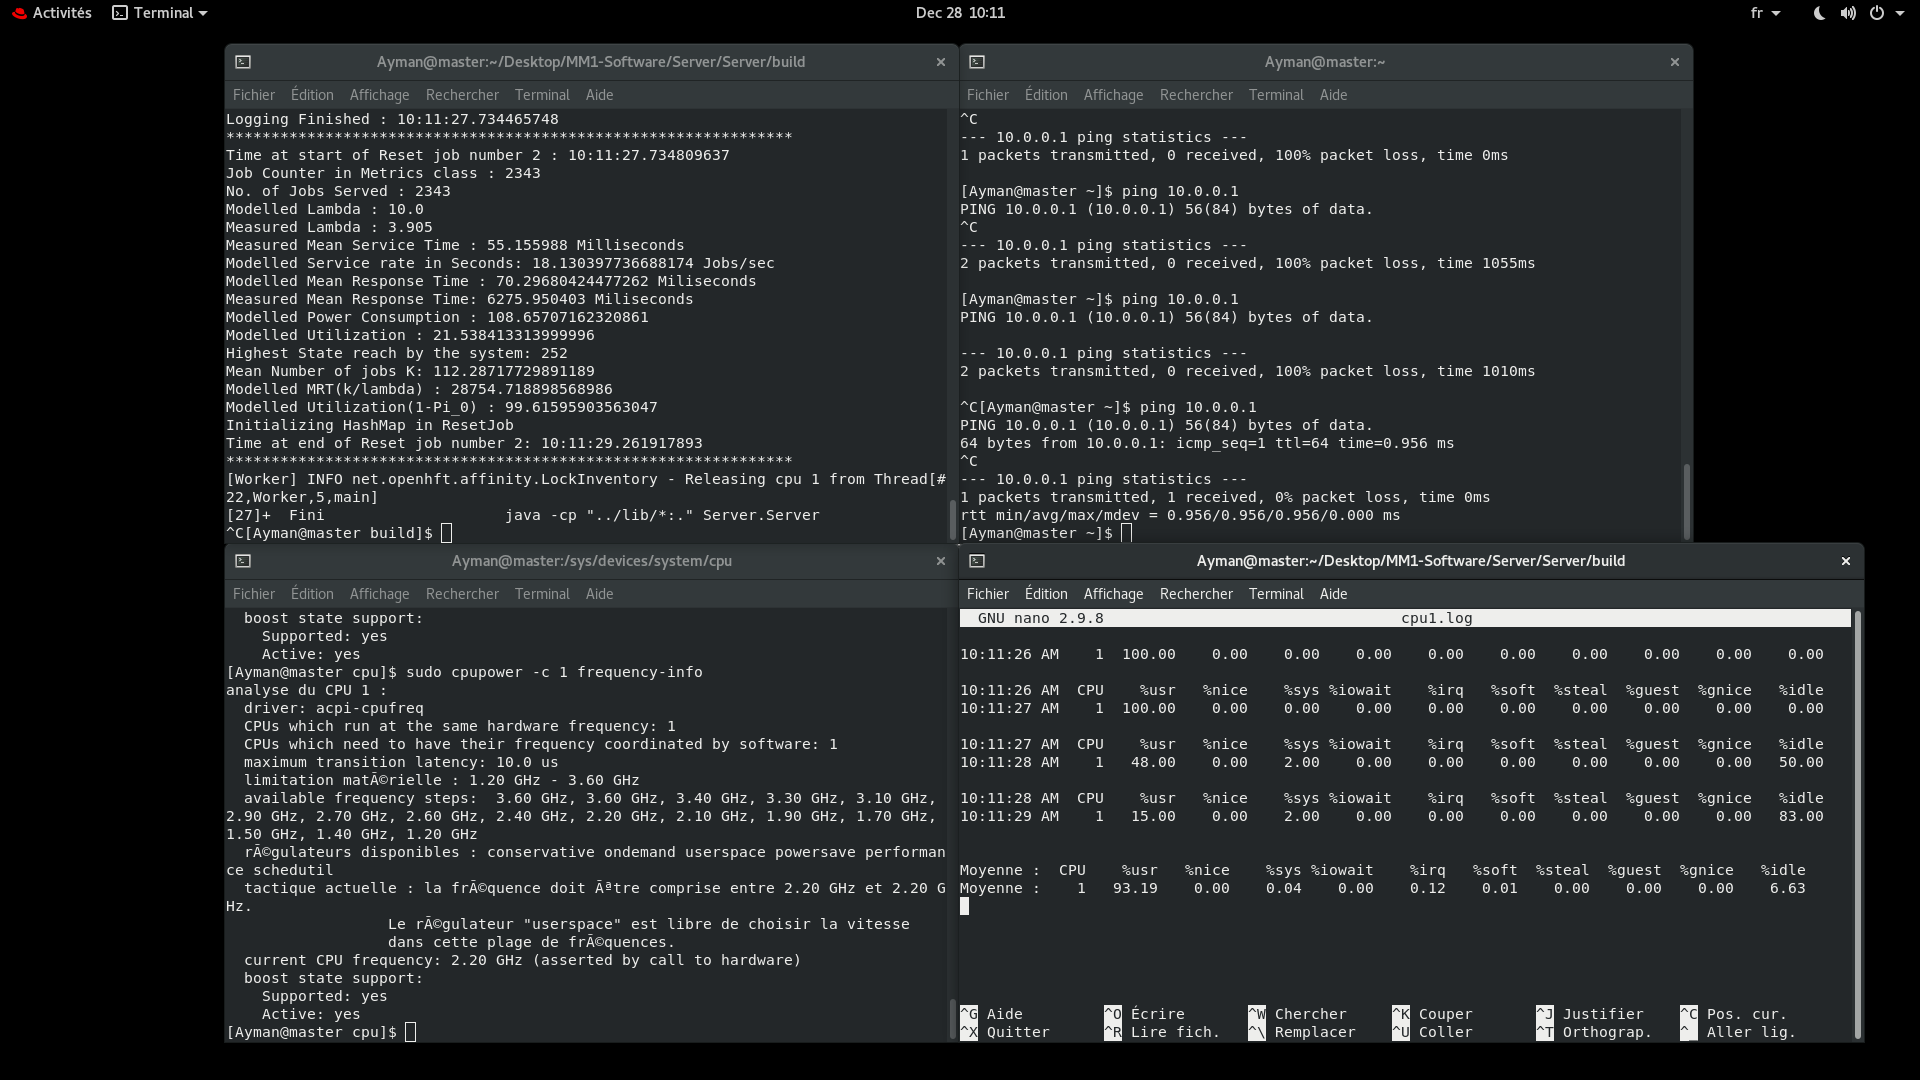 Activités Terminal Dec 28 10:11 fr
Ayman@master:~/Desktop/MM1-Software/Server/Server/build
Fichier Édition Affichage Rechercher Terminal Aide
Logging Finished : 10:11:27.734465748
***************************************************************
Time at start of Reset job number 2 : 10:11:27.734809637
Job Counter in Metrics class : 2343
No. of Jobs Served : 2343
Modelled Lambda : 10.0
Measured Lambda : 3.905
Measured Mean Service Time : 55.155988 Milliseconds
Modelled Service rate in Seconds: 18.130397736688174 Jobs/sec
Modelled Mean Response Time : 70.29680424477262 Miliseconds
Measured Mean Response Time: 6275.950403 Miliseconds
Modelled Power Consumption : 108.65707162320861
Modelled Utilization : 21.538413313999996
Highest State reach by the system: 252
Mean Number of jobs K: 112.28717729891189
Modelled MRT(k/lambda) : 28754.718898568986
Modelled Utilization(1-Pi_0) : 99.61595903563047
Initializing HashMap in ResetJob
Time at end of Reset job number 2: 10:11:29.261917893
***************************************************************
[Worker] INFO net.openhft.affinity.LockInventory - Releasing cpu 1 from Thread[#
22,Worker,5,main]
[27]+  Fini                    java -cp "../lib/*:." Server.Server
^C[Ayman@master build]$
Ayman@master:~
Fichier Édition Affichage Rechercher Terminal Aide
^C
--- 10.0.0.1 ping statistics ---
1 packets transmitted, 0 received, 100% packet loss, time 0ms
[Ayman@master ~]$ ping 10.0.0.1
PING 10.0.0.1 (10.0.0.1) 56(84) bytes of data.
^C
--- 10.0.0.1 ping statistics ---
2 packets transmitted, 0 received, 100% packet loss, time 1055ms
[Ayman@master ~]$ ping 10.0.0.1
PING 10.0.0.1 (10.0.0.1) 56(84) bytes of data.
--- 10.0.0.1 ping statistics ---
2 packets transmitted, 0 received, 100% packet loss, time 1010ms
^C[Ayman@master ~]$ ping 10.0.0.1
PING 10.0.0.1 (10.0.0.1) 56(84) bytes of data.
64 bytes from 10.0.0.1: icmp_seq=1 ttl=64 time=0.956 ms
^C
--- 10.0.0.1 ping statistics ---
1 packets transmitted, 1 received, 0% packet loss, time 0ms
rtt min/avg/max/mdev = 0.956/0.956/0.956/0.000 ms
[Ayman@master ~]$
Ayman@master:/sys/devices/system/cpu
Fichier Édition Affichage Rechercher Terminal Aide
boost state support:
Supported: yes
Active: yes
[Ayman@master cpu]$ sudo cpupower -c 1 frequency-info
analyse du CPU 1 :
driver: acpi-cpufreq
CPUs which run at the same hardware frequency: 1
CPUs which need to have their frequency coordinated by software: 1
maximum transition latency: 10.0 us
limitation matÃ©rielle : 1.20 GHz - 3.60 GHz
available frequency steps:  3.60 GHz, 3.60 GHz, 3.40 GHz, 3.30 GHz, 3.10 GHz,
2.90 GHz, 2.70 GHz, 2.60 GHz, 2.40 GHz, 2.20 GHz, 2.10 GHz, 1.90 GHz, 1.70 GHz,
1.50 GHz, 1.40 GHz, 1.20 GHz
rÃ©gulateurs disponibles : conservative ondemand userspace powersave performan
ce schedutil
tactique actuelle : la frÃ©quence doit Ãªtre comprise entre 2.20 GHz et 2.20 G
Hz.
Le rÃ©gulateur "userspace" est libre de choisir la vitesse
dans cette plage de frÃ©quences.
current CPU frequency: 2.20 GHz (asserted by call to hardware)
boost state support:
Supported: yes
Active: yes
[Ayman@master cpu]$
Ayman@master:~/Desktop/MM1-Software/Server/Server/build
Fichier Édition Affichage Rechercher Terminal Aide
GNU nano 2.9.8 cpu1.log
10:11:26 AM 1 100.00 0.00 0.00 0.00 0.00 0.00 0.00 0.00 0.00 0.00
10:11:26 AM CPU %usr %nice %sys %iowait %irq %soft %steal %guest %gnice %idle
10:11:27 AM 1 100.00 0.00 0.00 0.00 0.00 0.00 0.00 0.00 0.00 0.00
10:11:27 AM CPU %usr %nice %sys %iowait %irq %soft %steal %guest %gnice %idle
10:11:28 AM 1 48.00 0.00 2.00 0.00 0.00 0.00 0.00 0.00 0.00 50.00
10:11:28 AM CPU %usr %nice %sys %iowait %irq %soft %steal %guest %gnice %idle
10:11:29 AM 1 15.00 0.00 2.00 0.00 0.00 0.00 0.00 0.00 0.00 83.00
Moyenne : CPU %usr %nice %sys %iowait %irq %soft %steal %guest %gnice %idle
Moyenne : 1 93.19 0.00 0.04 0.00 0.12 0.01 0.00 0.00 0.00 6.63
^G Aide ^O Écrire ^W Chercher ^K Couper ^J Justifier ^C Pos. cur.
^X Quitter ^R Lire fich. ^\ Remplacer ^U Coller ^T Orthograp. ^_ Aller lig.